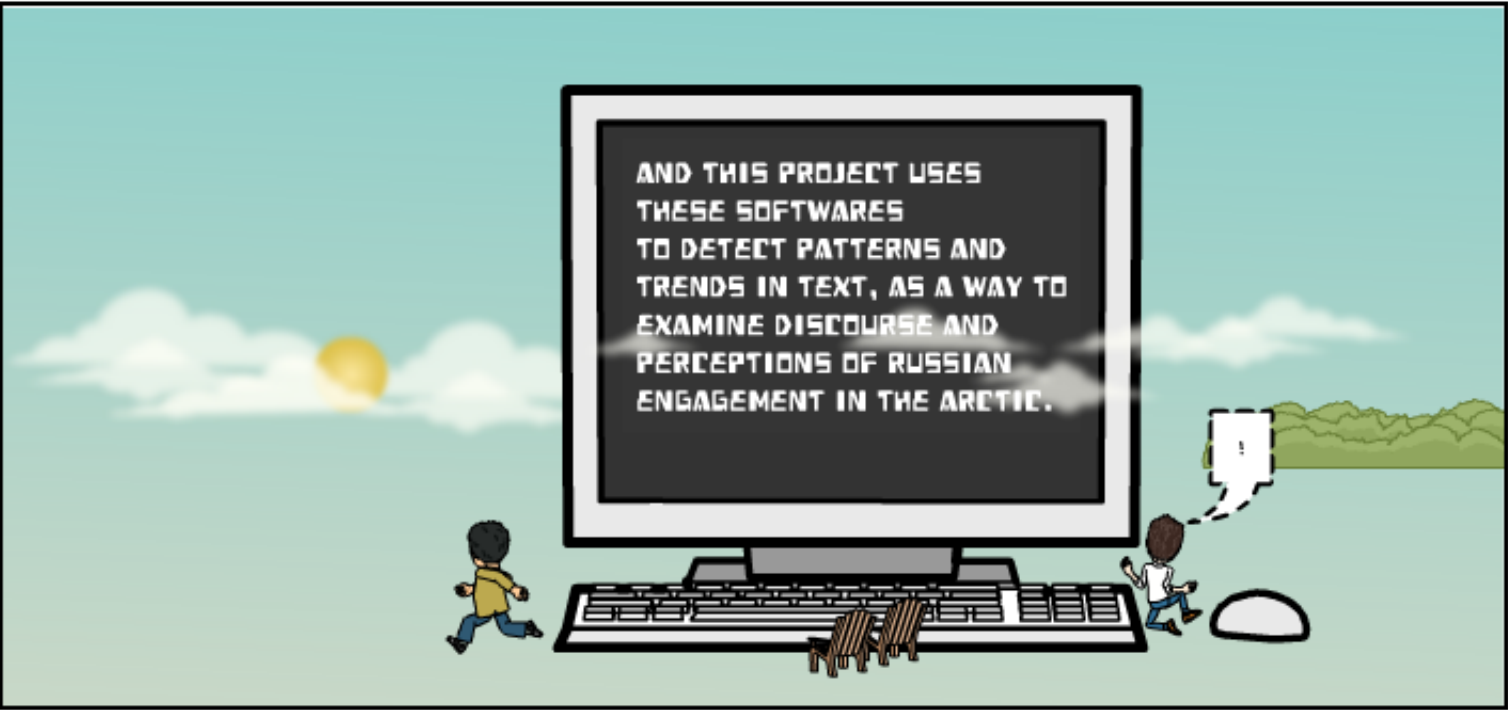 AND THIS PROJECT USES
THESE SOFTWARES
TO DETECT PATTERNS AND
TRENDS IN TEXT, AS A WAY TO
EXAMINE DISCOURSE AND
PERCEPTIONS OF RUSSIAN
ENGAGEMENT IN THE ARCTIC.
!